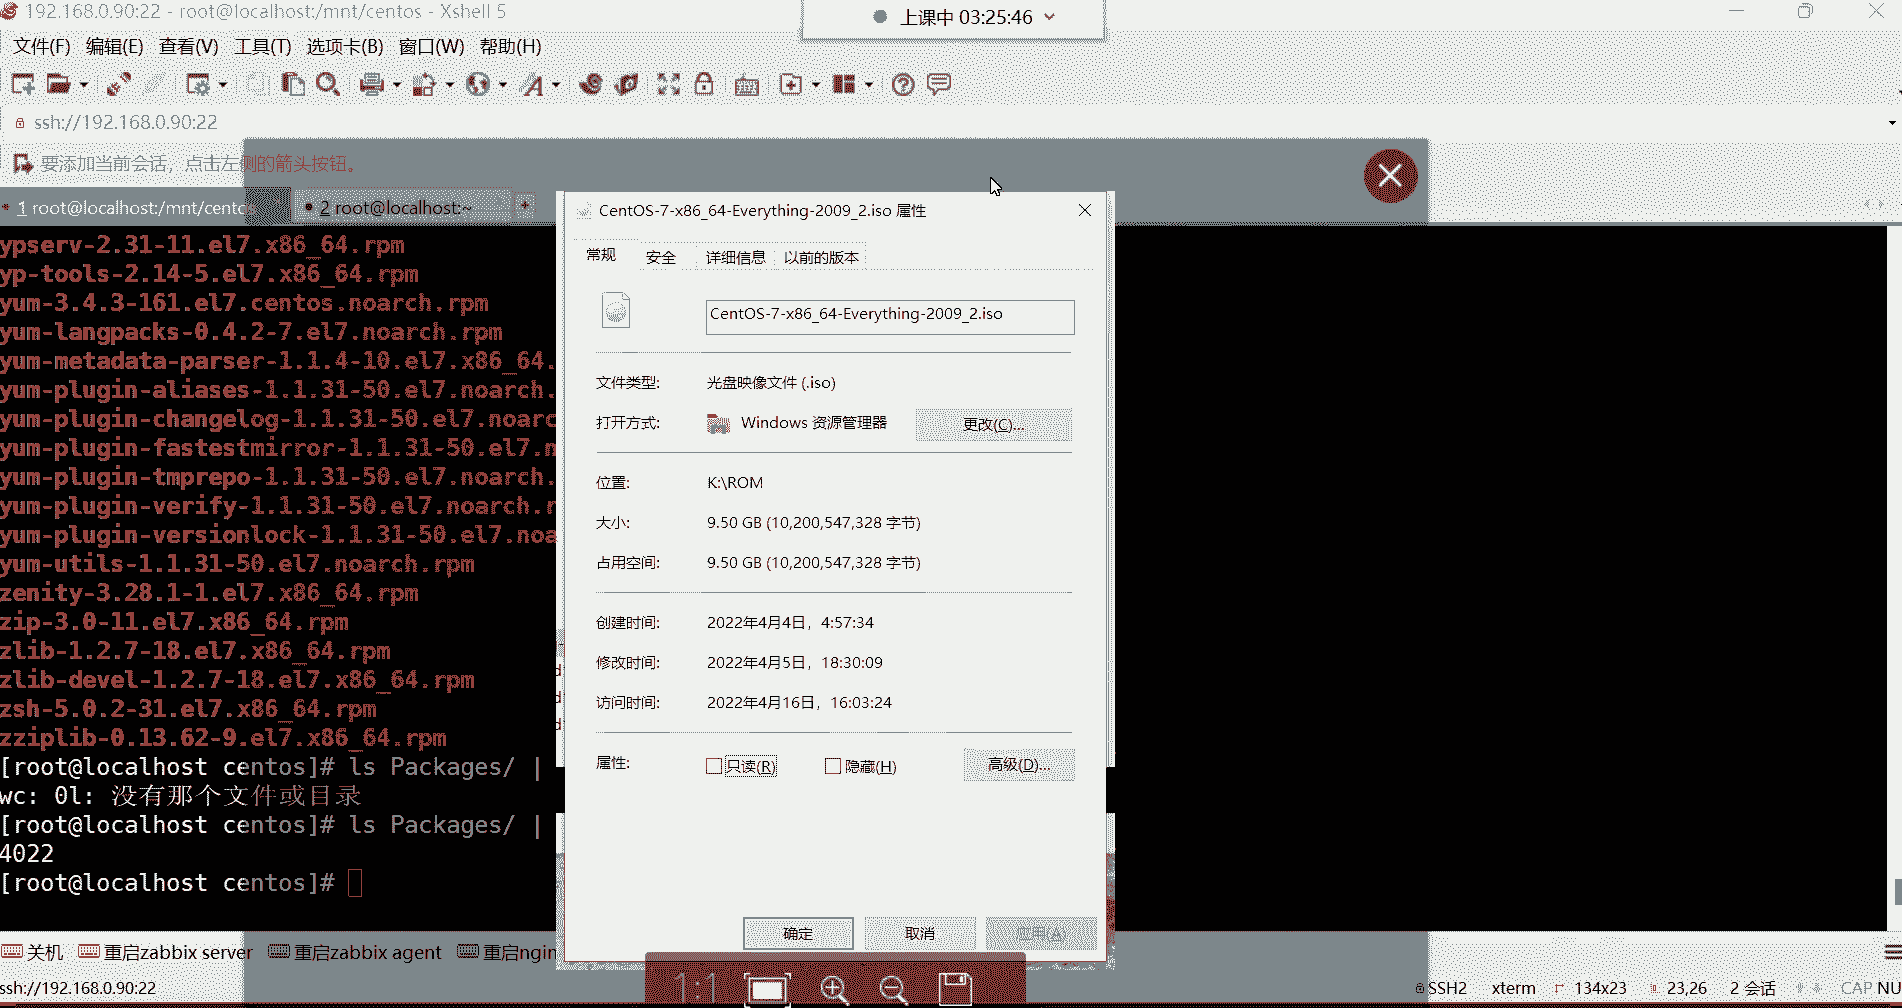 192.168.0.90:22 - root@localhost:/mnt/centos - Xshell 5
上课中 03:25:46
文件(F) 编辑(E) 查看(V) 工具(T) 选项卡(B) 窗口(W) 帮助(H)
ssh://192.168.0.90:22
要添加当前会话，点击左侧的箭头按钮。
1 root@localhost:/mnt/cento
2 root@localhost:~
CentOS-7-x86_64-Everything-2009_2.iso 属性
常规 安全 详细信息 以前的版本
CentOS-7-x86_64-Everything-2009_2.iso
文件类型: 光盘映像文件 (.iso)
打开方式: Windows 资源管理器 更改(C)...
位置: K:\ROM
大小: 9.50 GB (10,200,547,328 字节)
占用空间: 9.50 GB (10,200,547,328 字节)
创建时间: 2022年4月4日，4:57:34
修改时间: 2022年4月5日，18:30:09
访问时间: 2022年4月16日，16:03:24
属性: 只读(R) 隐藏(H) 高级(D)...
确定 取消 应用(A)
ypserv-2.31-11.el7.x86_64.rpm
yp-tools-2.14-5.el7.x86_64.rpm
yum-3.4.3-161.el7.centos.noarch.rpm
yum-langpacks-0.4.2-7.el7.noarch.rpm
yum-metadata-parser-1.1.4-10.el7.x86_64.
yum-plugin-aliases-1.1.31-50.el7.noarch.
yum-plugin-changelog-1.1.31-50.el7.noarc
yum-plugin-fastestmirror-1.1.31-50.el7.n
yum-plugin-tmprepo-1.1.31-50.el7.noarch.
yum-plugin-verify-1.1.31-50.el7.noarch.r
yum-plugin-versionlock-1.1.31-50.el7.noa
yum-utils-1.1.31-50.el7.noarch.rpm
zenity-3.28.1-1.el7.x86_64.rpm
zip-3.0-11.el7.x86_64.rpm
zlib-1.2.7-18.el7.x86_64.rpm
zlib-devel-1.2.7-18.el7.x86_64.rpm
zsh-5.0.2-31.el7.x86_64.rpm
zziplib-0.13.62-9.el7.x86_64.rpm
[root@localhost centos]# ls Packages/ |
wc: 0l: 没有那个文件或目录
[root@localhost centos]# ls Packages/ |
4022
[root@localhost centos]#
关机 重启zabbix server 重启zabbix agent 重启ngin
1:1
ssh://192.168.0.90:22 SSH2 xterm 134x23 23,26 2 会话 CAP NU